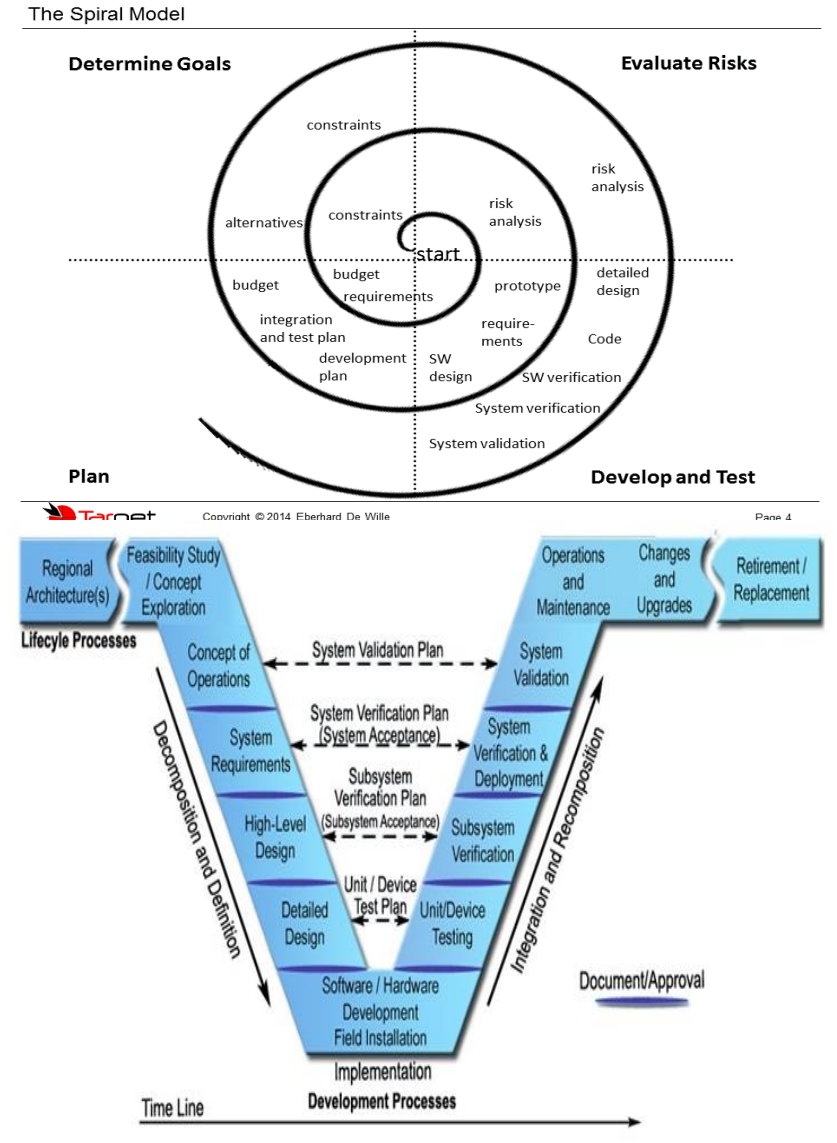 The Spiral Model
Determine Goals
Evaluate Risks
constraints
risk
analysis
alternatives
constraints
risk
analysis
start
budget
budget
requirements
prototype
detailed
design
integration
and test plan
require-
ments
Code
development
plan
SW
design
SW verification
System verification
System validation
Plan
Develop and Test
Target
Copyright © 2014 Eberhard De Wille
Page 4
Regional
Architecture(s)
Feasibility Study
/ Concept
Exploration
Operations
and
Maintenance
Changes
and
Upgrades
Retirement /
Replacement
Lifecyle Processes
Concept of
Operations
System Validation Plan
System
Validation
System
Requirements
System Verification Plan
(System Acceptance)
System
Verification &
Deployment
High-Level
Design
Subsystem
Verification Plan
(Subsystem Acceptance)
Subsystem
Verification
Detailed
Design
Unit / Device
Test Plan
Unit/Device
Testing
Decomposition and Definition
Integration and Recomposition
Software / Hardware
Development
Field Installation
Document/Approval
Implementation
Development Processes
Time Line